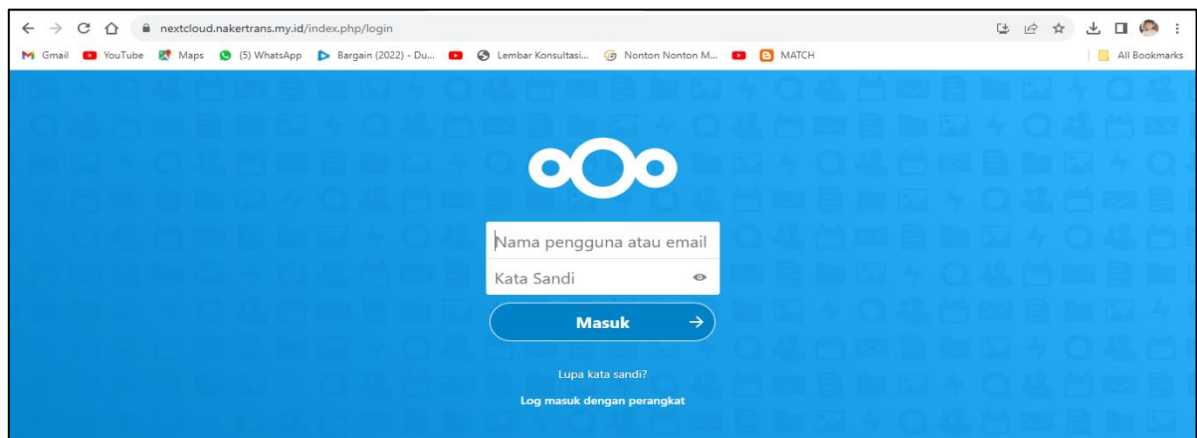 nextcloud.nakertrans.my.id/index.php/login
Gmail YouTube Maps (5) WhatsApp Bargain (2022) - Du... Lembar Konsultasi... Nonton Nonton M... MATCH All Bookmarks
Nama pengguna atau email
Kata Sandi
Masuk
Lupa kata sandi?
Log masuk dengan perangkat